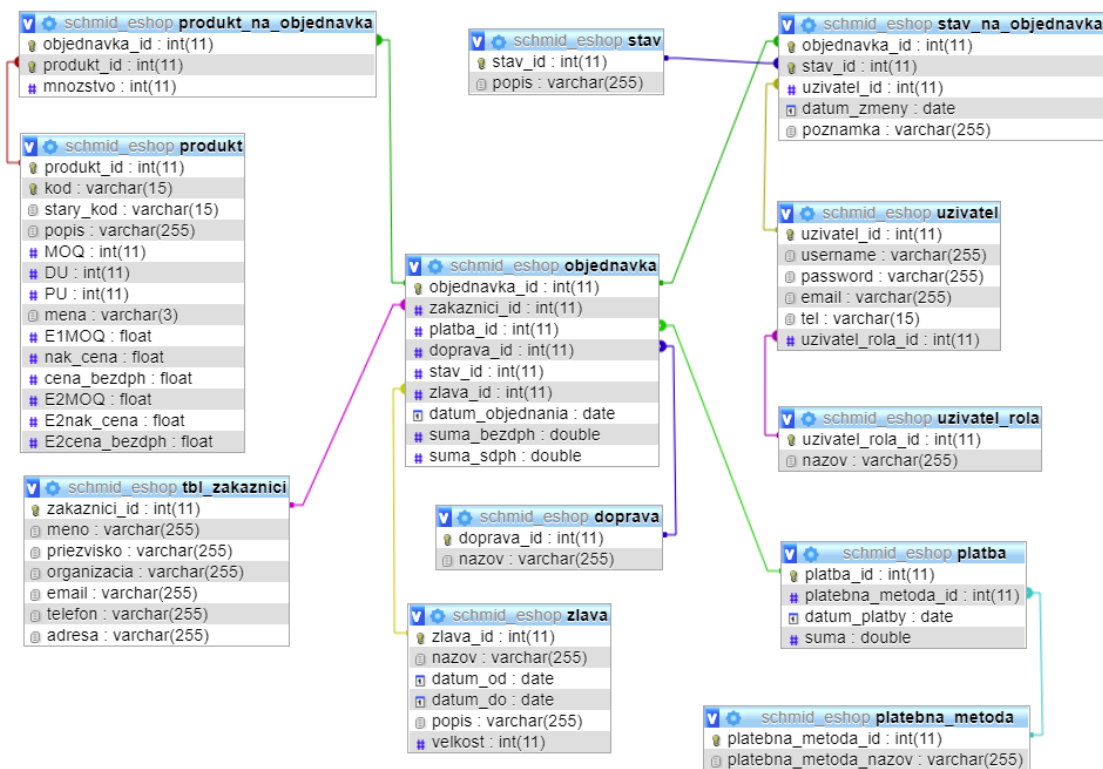 schmid_eshop produkt_na_objednavka
objednavka_id : int(11)
produkt_id : int(11)
mnozstvo : int(11)
schmid_eshop stav
stav_id : int(11)
popis : varchar(255)
schmid_eshop stav_na_objednavka
objednavka_id : int(11)
stav_id : int(11)
uzivatel_id : int(11)
datum_zmeny : date
poznamka : varchar(255)
schmid_eshop produkt
produkt_id : int(11)
kod : varchar(15)
stary_kod : varchar(15)
popis : varchar(255)
MOQ : int(11)
DU : int(11)
PU : int(11)
mena : varchar(3)
E1MOQ : float
nak_cena : float
cena_bezdph : float
E2MOQ : float
E2nak_cena : float
E2cena_bezdph : float
schmid_eshop objednavka
objednavka_id : int(11)
zakaznici_id : int(11)
platba_id : int(11)
doprava_id : int(11)
stav_id : int(11)
zlava_id : int(11)
datum_objednania : date
suma_bezdph : double
suma_sdph : double
schmid_eshop uzivatel
uzivatel_id : int(11)
username : varchar(255)
password : varchar(255)
email : varchar(255)
tel : varchar(15)
uzivatel_rola_id : int(11)
schmid_eshop uzivatel_rola
uzivatel_rola_id : int(11)
nazov : varchar(255)
schmid_eshop tbl_zakaznici
zakaznici_id : int(11)
meno : varchar(255)
priezvisko : varchar(255)
organizacia : varchar(255)
email : varchar(255)
telefon : varchar(255)
adresa : varchar(255)
schmid_eshop doprava
doprava_id : int(11)
nazov : varchar(255)
schmid_eshop platba
platba_id : int(11)
platebna_metoda_id : int(11)
datum_platby : date
suma : double
schmid_eshop zlava
zlava_id : int(11)
nazov : varchar(255)
datum_od : date
datum_do : date
popis : varchar(255)
velkost : int(11)
schmid_eshop platebna_metoda
platebna_metoda_id : int(11)
platebna_metoda_nazov : varchar(255)